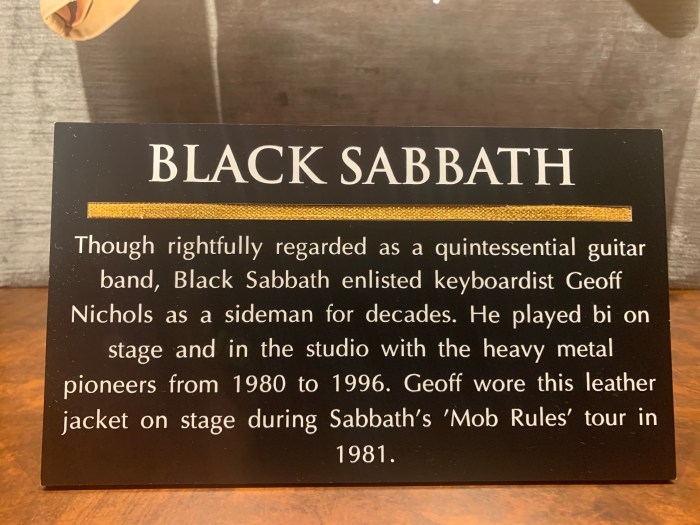 BLACK SABBATH
Though rightfully regarded as a quintessential guitar
band, Black Sabbath enlisted keyboardist Geoff
Nichols as a sideman for decades. He played bi on
stage and in the studio with the heavy metal
pioneers from 1980 to 1996. Geoff wore this leather
jacket on stage during Sabbath's 'Mob Rules' tour in
1981.